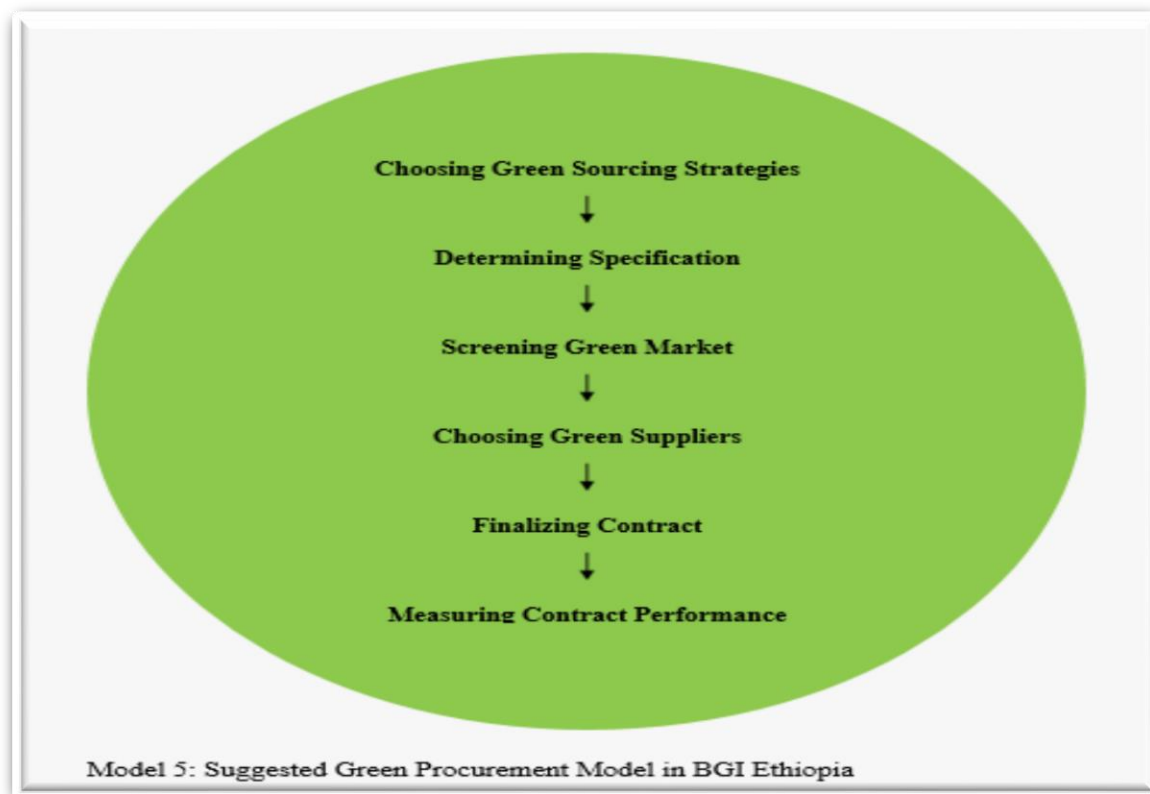 Choosing Green Sourcing Strategies
Determining Specification
Screening Green Market
Choosing Green Suppliers
Finalizing Contract
Measuring Contract Performance
Model 5: Suggested Green Procurement Model in BGI Ethiopia